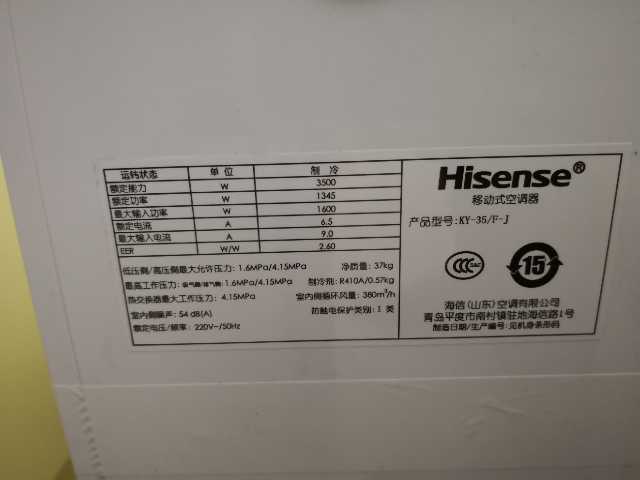 运转状态 单位 制冷
额定能力 W 3500
额定功率 W 1345
最大输入功率 W 1600
额定电流 A 6.5
最大输入电流 A 9.0
EER W/W 2.60
低压侧/高压侧最大允许压力: 1.6MPa/4.15MPa 净质量: 37kg
最高工作压力: 吸气侧/排气侧: 1.6MPa/4.15MPa 制冷剂: R410A/0.57kg
热交换器最大工作压力: 4.15MPa 室内侧循环风量: 380m³/h
室内侧噪声: 54 dB(A) 防触电保护类别: I 类
额定电压/频率: 220V~/50Hz
Hisense®
移动式空调器
产品型号: KY-35/F-J
CCC 15
海信(山东)空调有限公司
青岛平度市南村镇驻地海信路1号
制造日期/生产编号: 见机身条形码